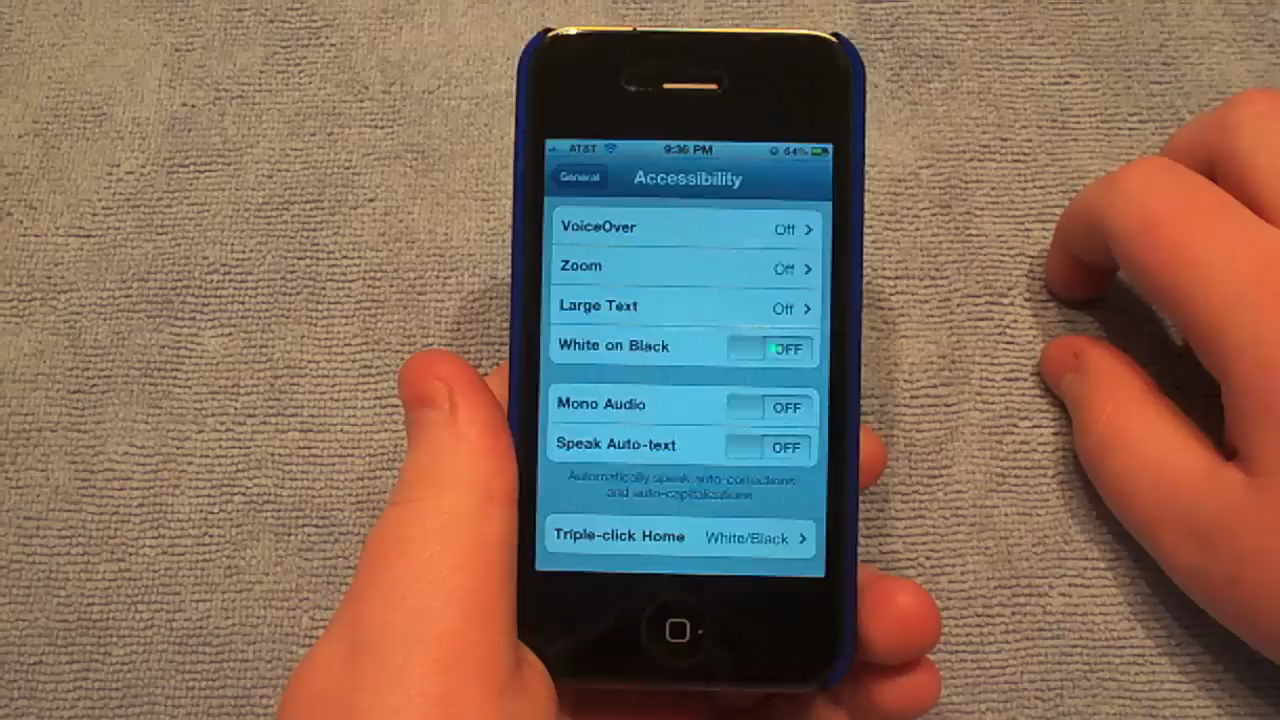 AT&T 9:36 PM 64%
General Accessibility
VoiceOver Off
Zoom Off
Large Text Off
White on Black OFF
Mono Audio OFF
Speak Auto-text OFF
Automatically speak auto-corrections
and auto-capitalizations
Triple-click Home White/Black